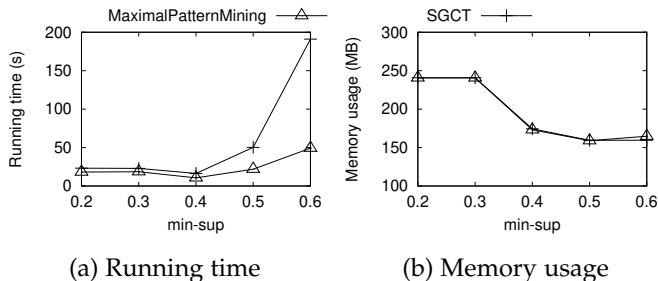 MaximalPatternMining SGCT
200
150
100
50
0
Running time (s)
0.2 0.3 0.4 0.5 0.6
min-sup
(a) Running time
300
250
200
150
100
Memory usage (MB)
0.2 0.3 0.4 0.5 0.6
min-sup
(b) Memory usage